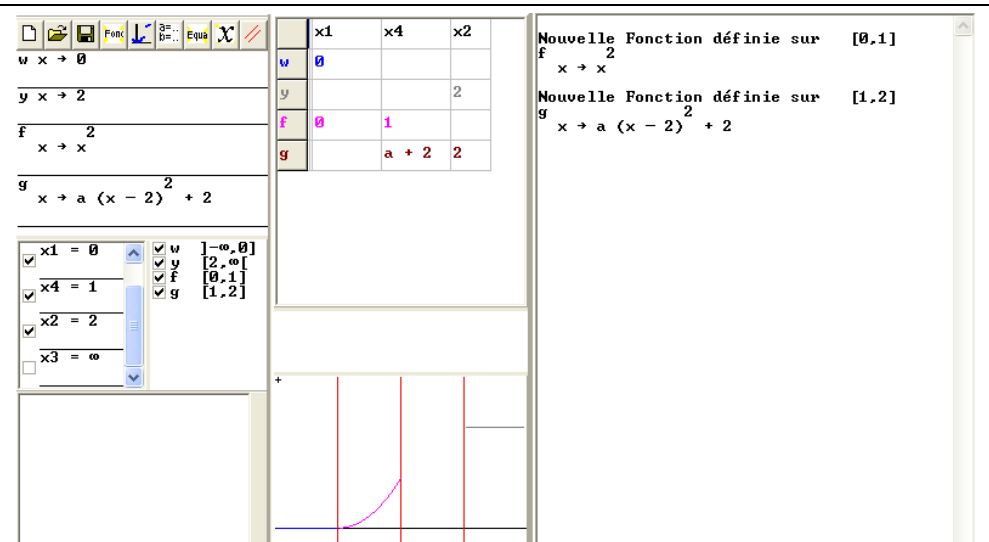 Fonc a=.. b=.. Equa X
w x → 0
y x → 2
f 2
x → x
g 2
x → a (x − 2) + 2
x1 = 0
x4 = 1
x2 = 2
x3 = ∞
w ]-∞,0]
y [2,∞[
f [0,1]
g [1,2]
x1 x4 x2
w 0
y 2
f 0 1
g a + 2 2
+
Nouvelle Fonction définie sur [0,1]
f 2
x → x
Nouvelle Fonction définie sur [1,2]
g 2
x → a (x − 2) + 2